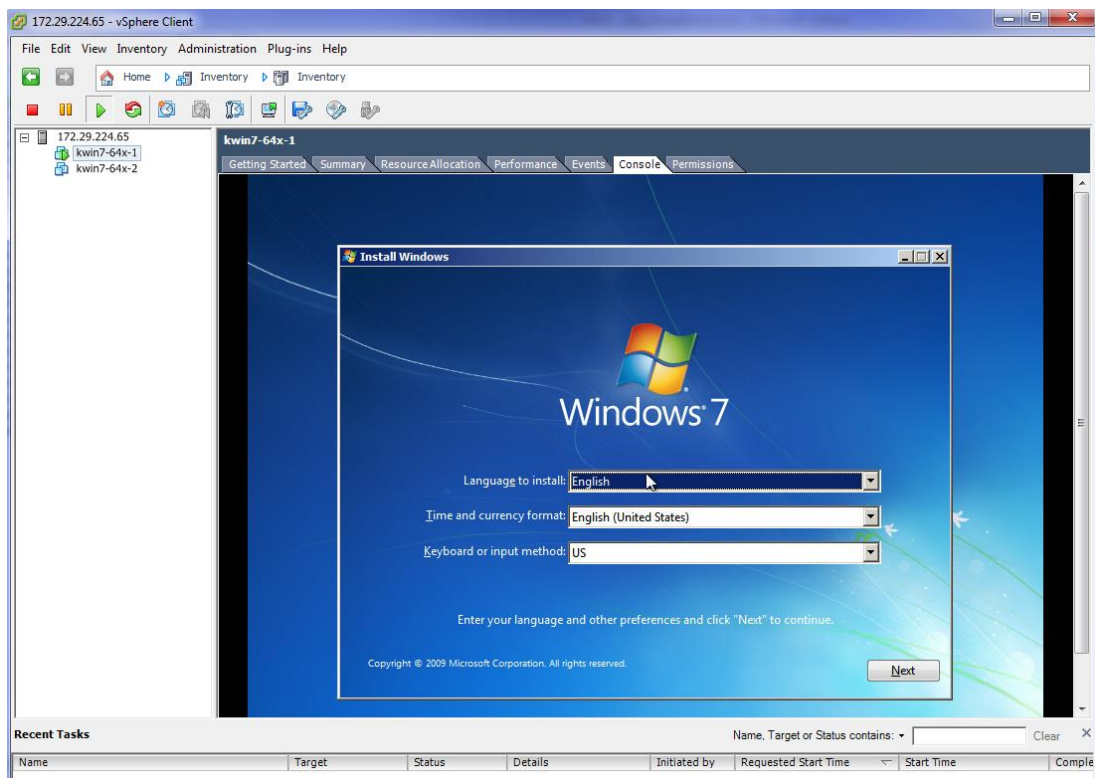 172.29.224.65 - vSphere Client
File Edit View Inventory Administration Plug-ins Help
Home Inventory Inventory
172.29.224.65
kwin7-64x-1
kwin7-64x-2
kwin7-64x-1
Getting Started Summary Resource Allocation Performance Events Console Permissions
Install Windows
Windows 7
Language to install: English
Time and currency format: English (United States)
Keyboard or input method: US
Enter your language and other preferences and click "Next" to continue.
Copyright © 2009 Microsoft Corporation. All rights reserved.
Next
Recent Tasks Name, Target or Status contains: Clear
Name Target Status Details Initiated by Requested Start Time Start Time Comple